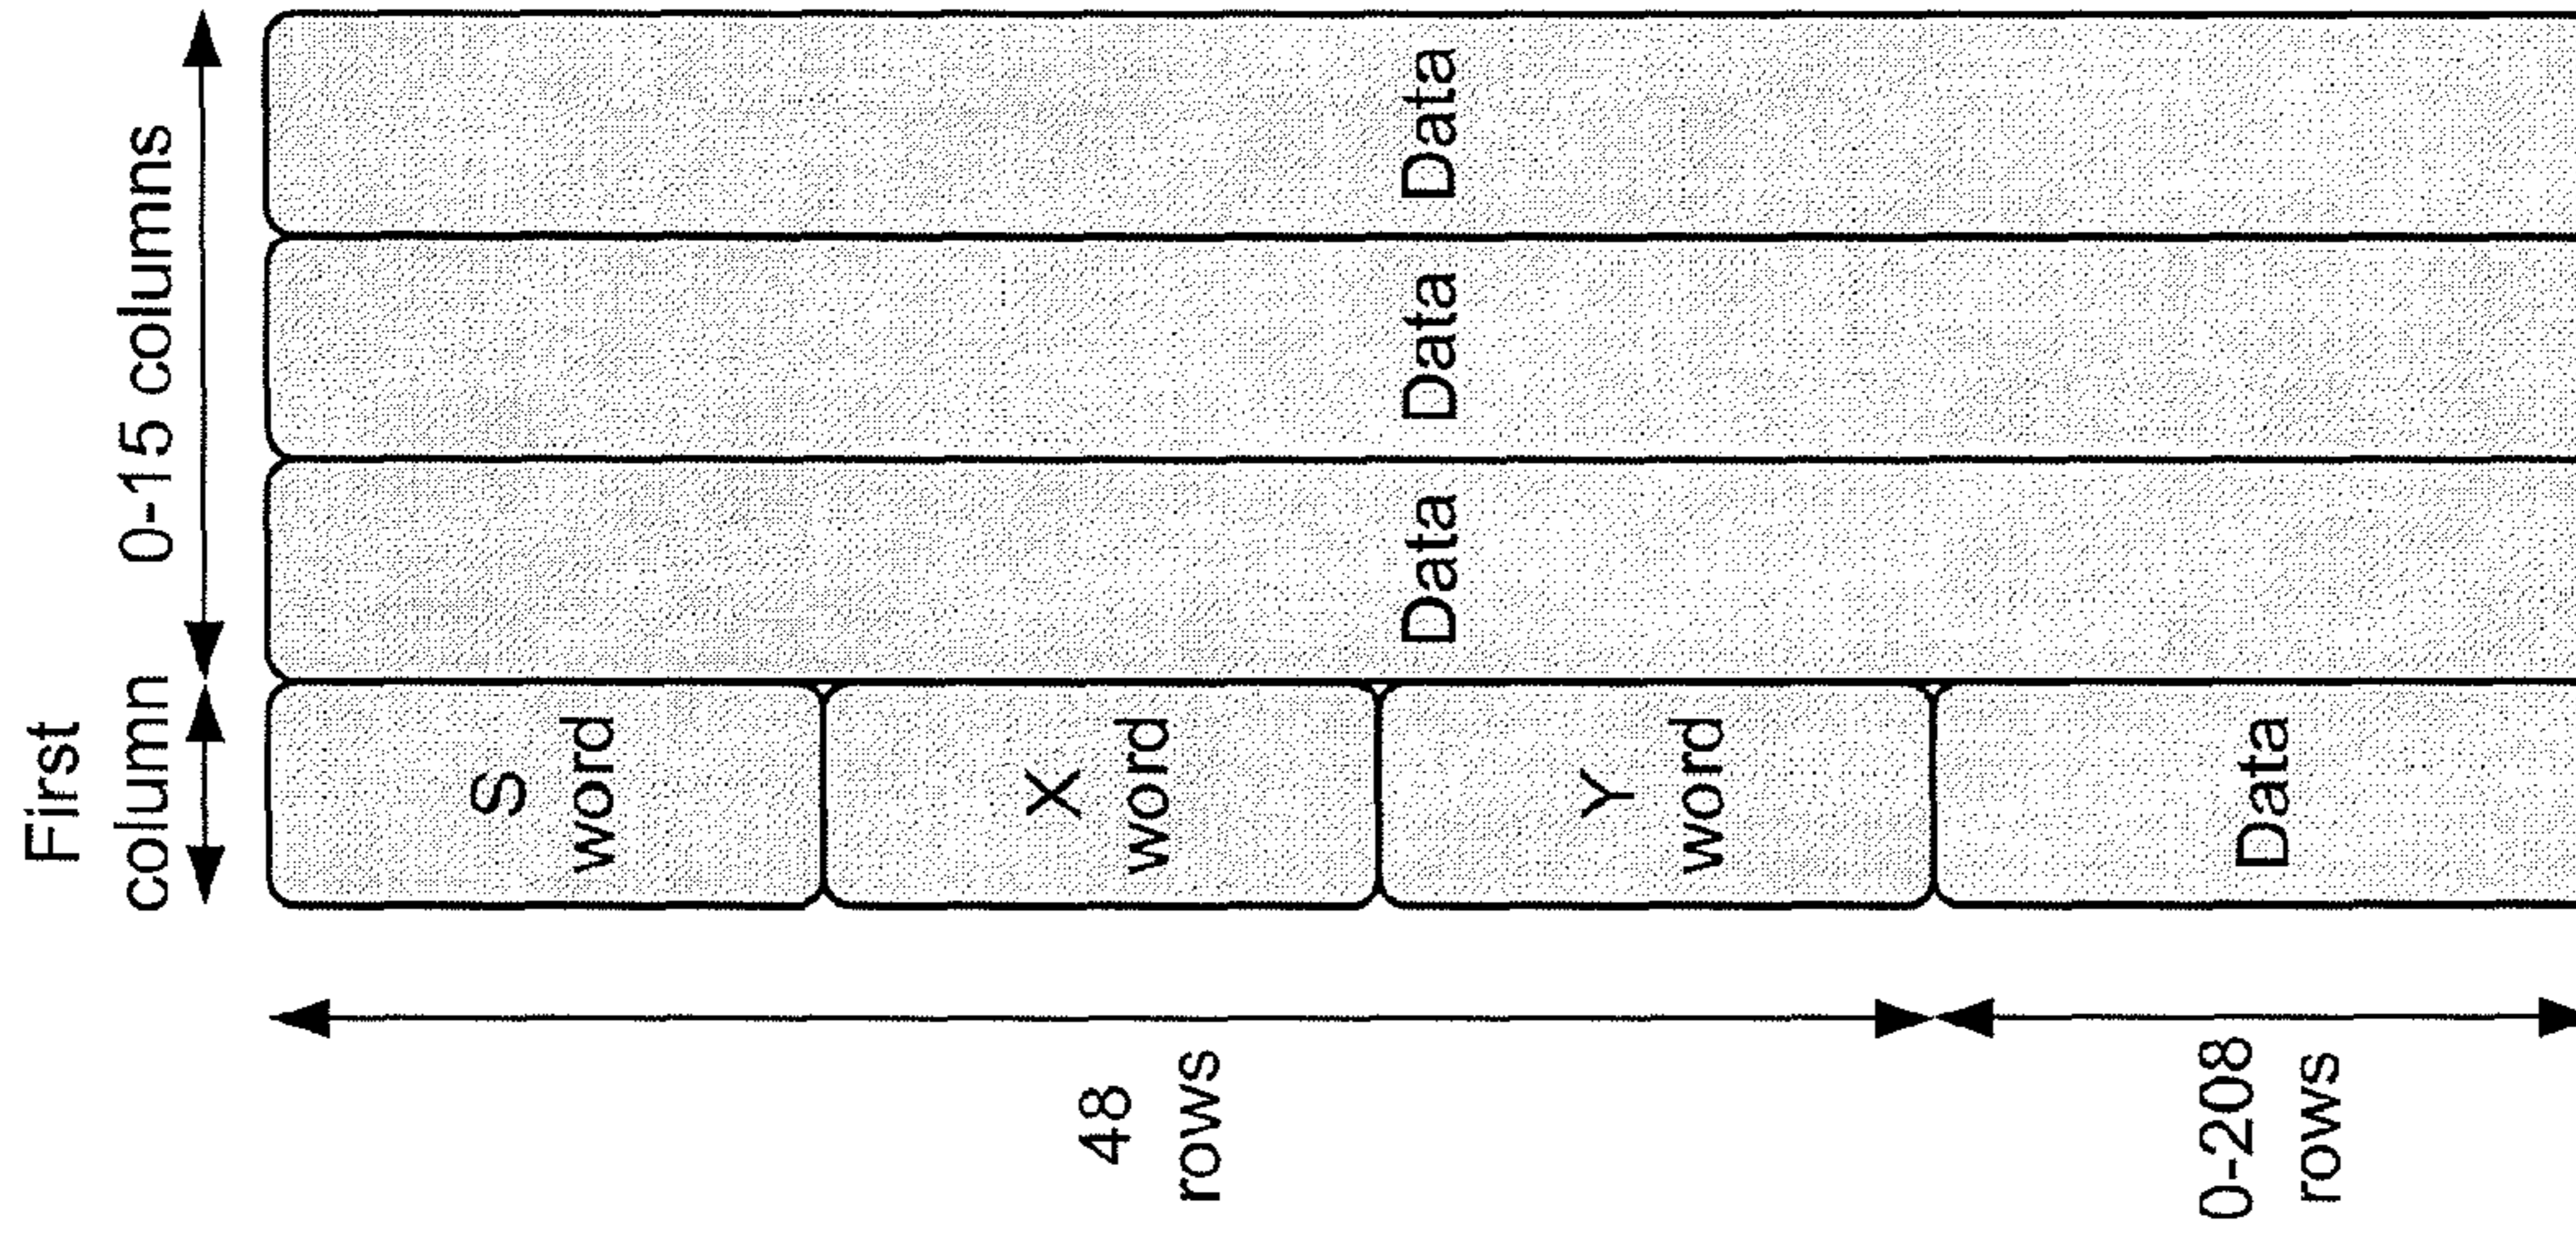 First
column
0-15 columns
S
word
48
rows
X
word
Data
Data
Data
Y
word
0-208
rows
Data